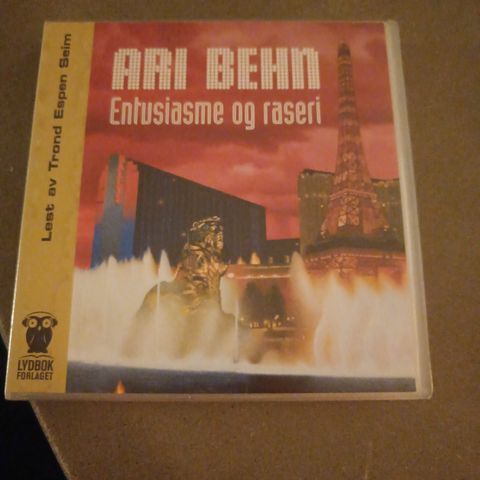 ARI BEHN
Entusiasme og raseri
Lest av Trond Espen Seim
LYDBOK
FORLAGET